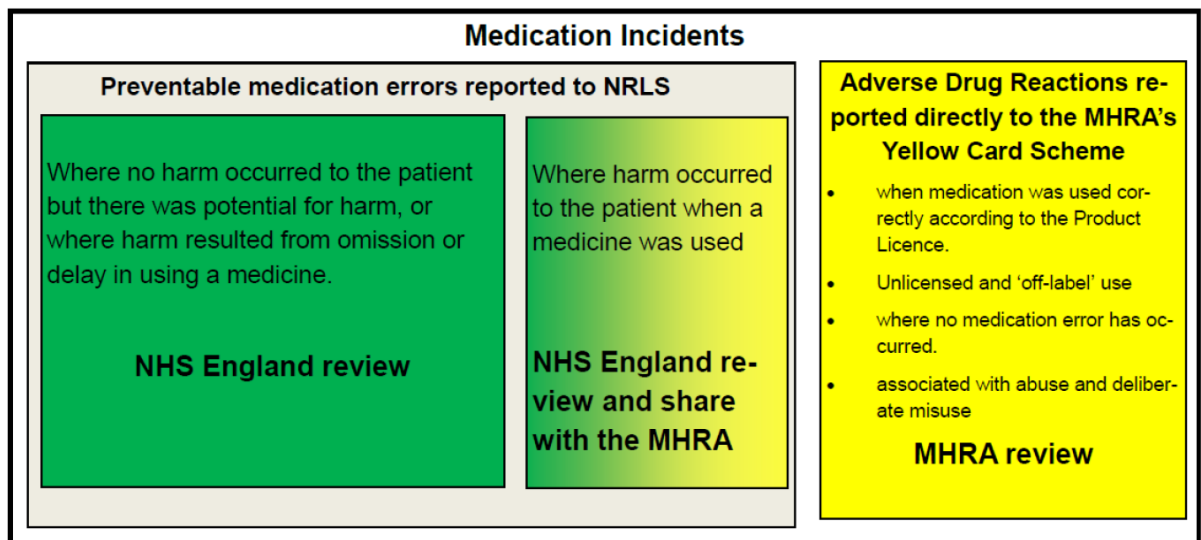 Medication Incidents
Preventable medication errors reported to NRLS
Where no harm occurred to the patient
but there was potential for harm, or
where harm resulted from omission or
delay in using a medicine.
NHS England review
Where harm occurred
to the patient when a
medicine was used
NHS England re-
view and share
with the MHRA
Adverse Drug Reactions re-
ported directly to the MHRA's
Yellow Card Scheme
• when medication was used cor-
rectly according to the Product
Licence.
• Unlicensed and ‘off-label’ use
• where no medication error has oc-
curred.
• associated with abuse and deliber-
ate misuse
MHRA review